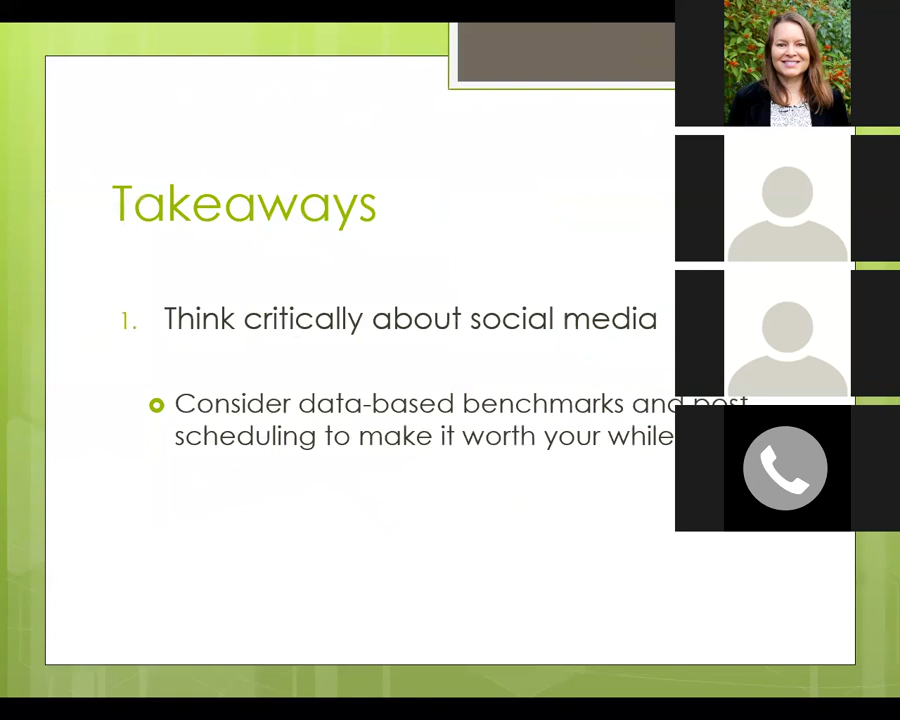 Takeaways
1. Think critically about social media
Consider data-based benchmarks and post
scheduling to make it worth your while